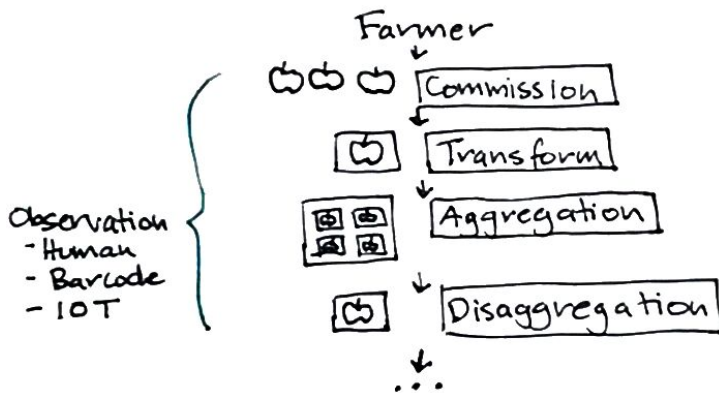 Farmer
Commission
Transform
Aggregation
Disaggregation
...
Observation
- Human
- Barcode
- IOT